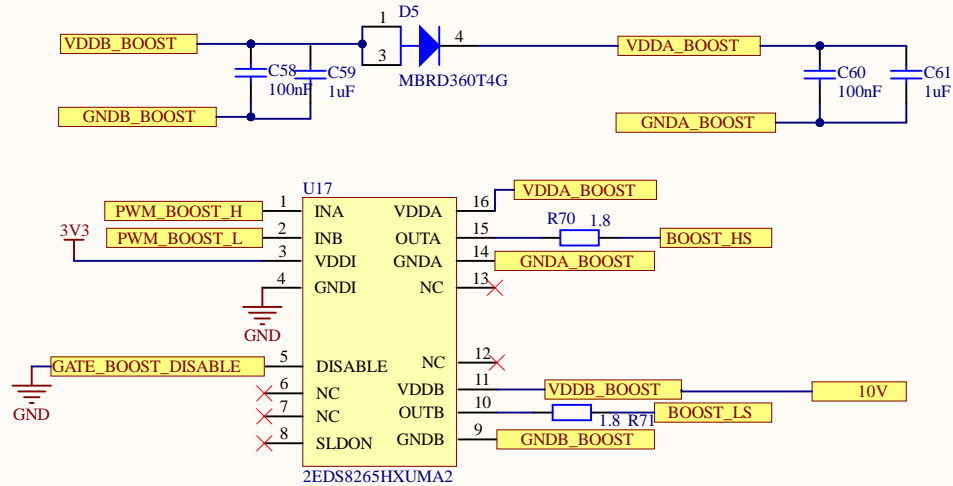 D5
1
VDDB_BOOST
4
VDDA_BOOST
3
C58
C59
C60
C61
MBRD360T4G
100nF
1uF
100nF
1uF
GNDB_BOOST
GNDA_BOOST
U17
VDDA_BOOST
1
INA
VDDA
16
PWM_BOOST_H
R70
1.8
3V3
2
INB
OUTA
15
PWM_BOOST_L
BOOST_HS
3
VDDI
GNDA
14
GNDA_BOOST
4
GNDI
NC
13
GND
12
NC
5
DISABLE
GATE_BOOST_DISABLE
11
VDDB
VDDB_BOOST
10V
6
NC
GND
10
OUTB
BOOST_LS
7
NC
1.8
R71
9
GNDB
GNDB_BOOST
8
SLDON
2EDS8265HXUMA2